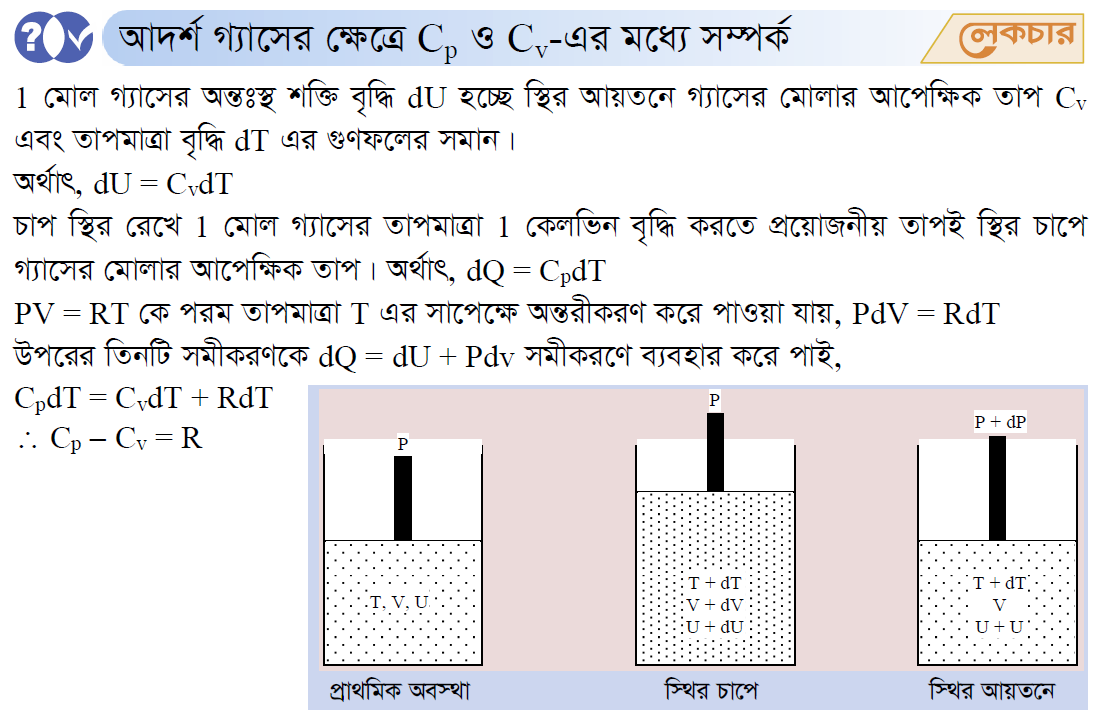 আদর্শ গ্যাসের ক্ষেত্রে Cp ও Cv-এর মধ্যে সম্পর্ক
লেকচার
1 মোল গ্যাসের অন্তঃস্থ শক্তি বৃদ্ধি dU হচ্ছে স্থির আয়তনে গ্যাসের মোলার আপেক্ষিক তাপ Cv
এবং তাপমাত্রা বৃদ্ধি dT এর গুণফলের সমান।
অর্থাৎ, dU = CvdT
চাপ স্থির রেখে 1 মোল গ্যাসের তাপমাত্রা 1 কেলভিন বৃদ্ধি করতে প্রয়োজনীয় তাপই স্থির চাপে
গ্যাসের মোলার আপেক্ষিক তাপ। অর্থাৎ, dQ = CpdT
PV = RT কে পরম তাপমাত্রা T এর সাপেক্ষে অন্তরীকরণ করে পাওয়া যায়, PdV = RdT
উপরের তিনটি সমীকরণকে dQ = dU + Pdv সমীকরণে ব্যবহার করে পাই,
CpdT = CvdT + RdT
∴ Cp – Cv = R
P
T, V, U
প্রাথমিক অবস্থা
P
T + dT
V + dV
U + dU
স্থির চাপে
P + dP
T + dT
V
U + U
স্থির আয়তনে